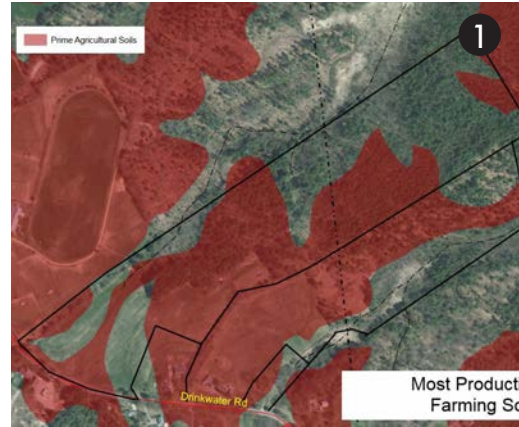 1
Prime Agricultural Soils
Drinkwater Rd
Most Product
Farming So